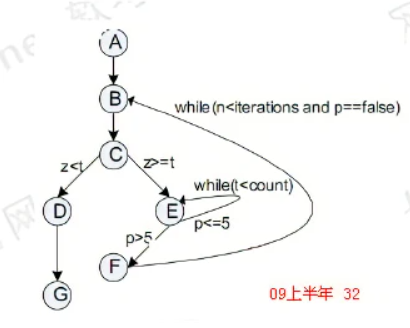 A
B
while(n<iterations and p==false)
C
z<t
z>=t
while(t<count)
D
E
p<=5
p>5
F
G
09上半年 32